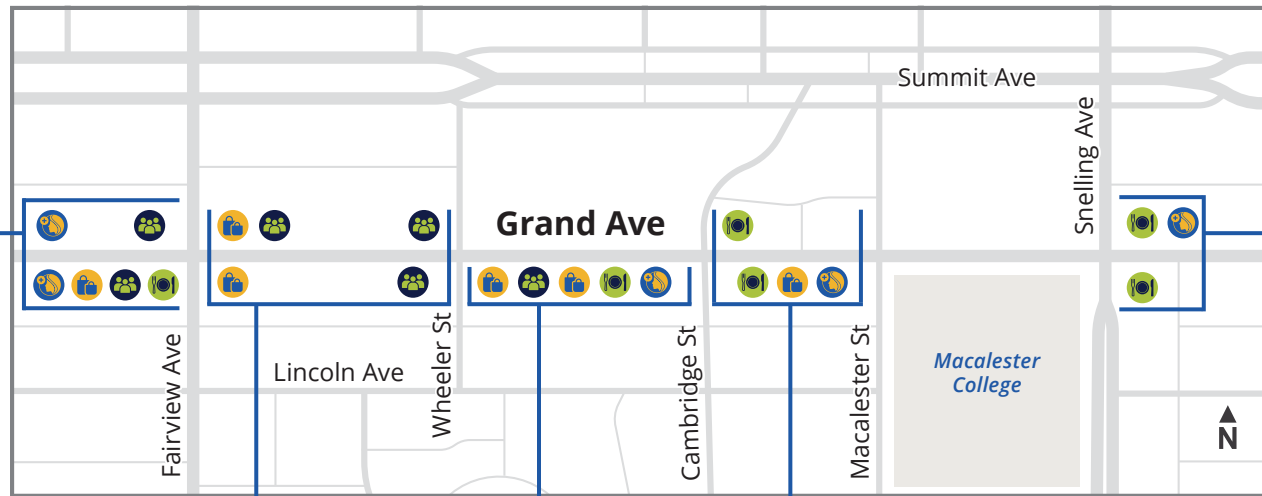 Summit Ave
Snelling Ave
Grand Ave
Fairview Ave
Lincoln Ave
Wheeler St
Cambridge St
Macalester St
Macalester
College
N